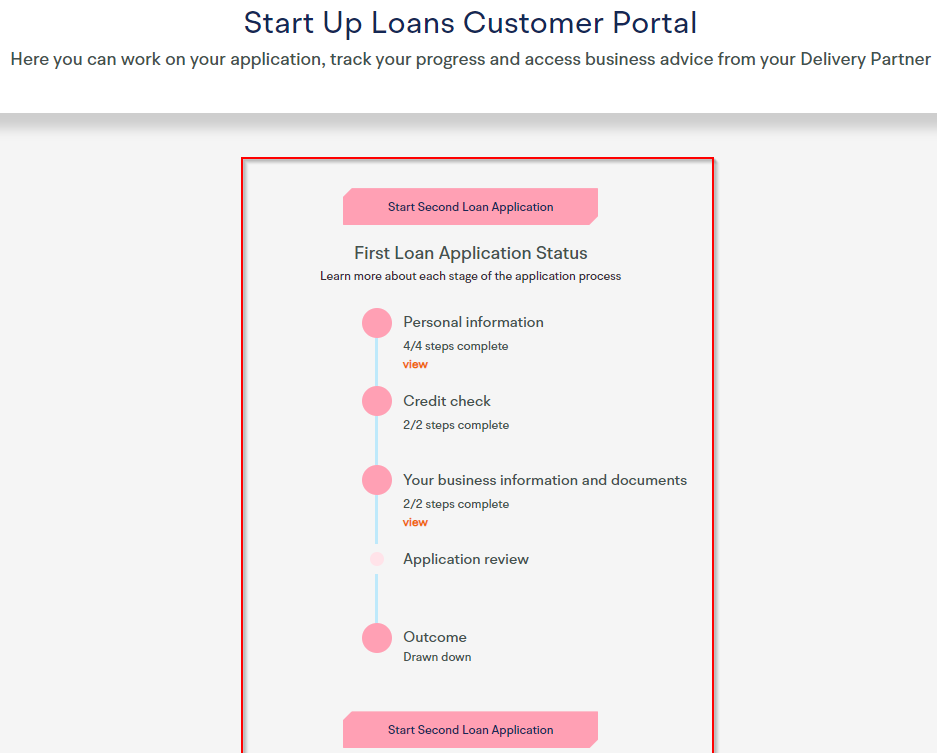 Start Up Loans Customer Portal
Here you can work on your application, track your progress and access business advice from your Delivery Partner
Start Second Loan Application
First Loan Application Status
Learn more about each stage of the application process
Personal information
4/4 steps complete
view
Credit check
2/2 steps complete
Your business information and documents
2/2 steps complete
view
Application review
Outcome
Drawn down
Start Second Loan Application